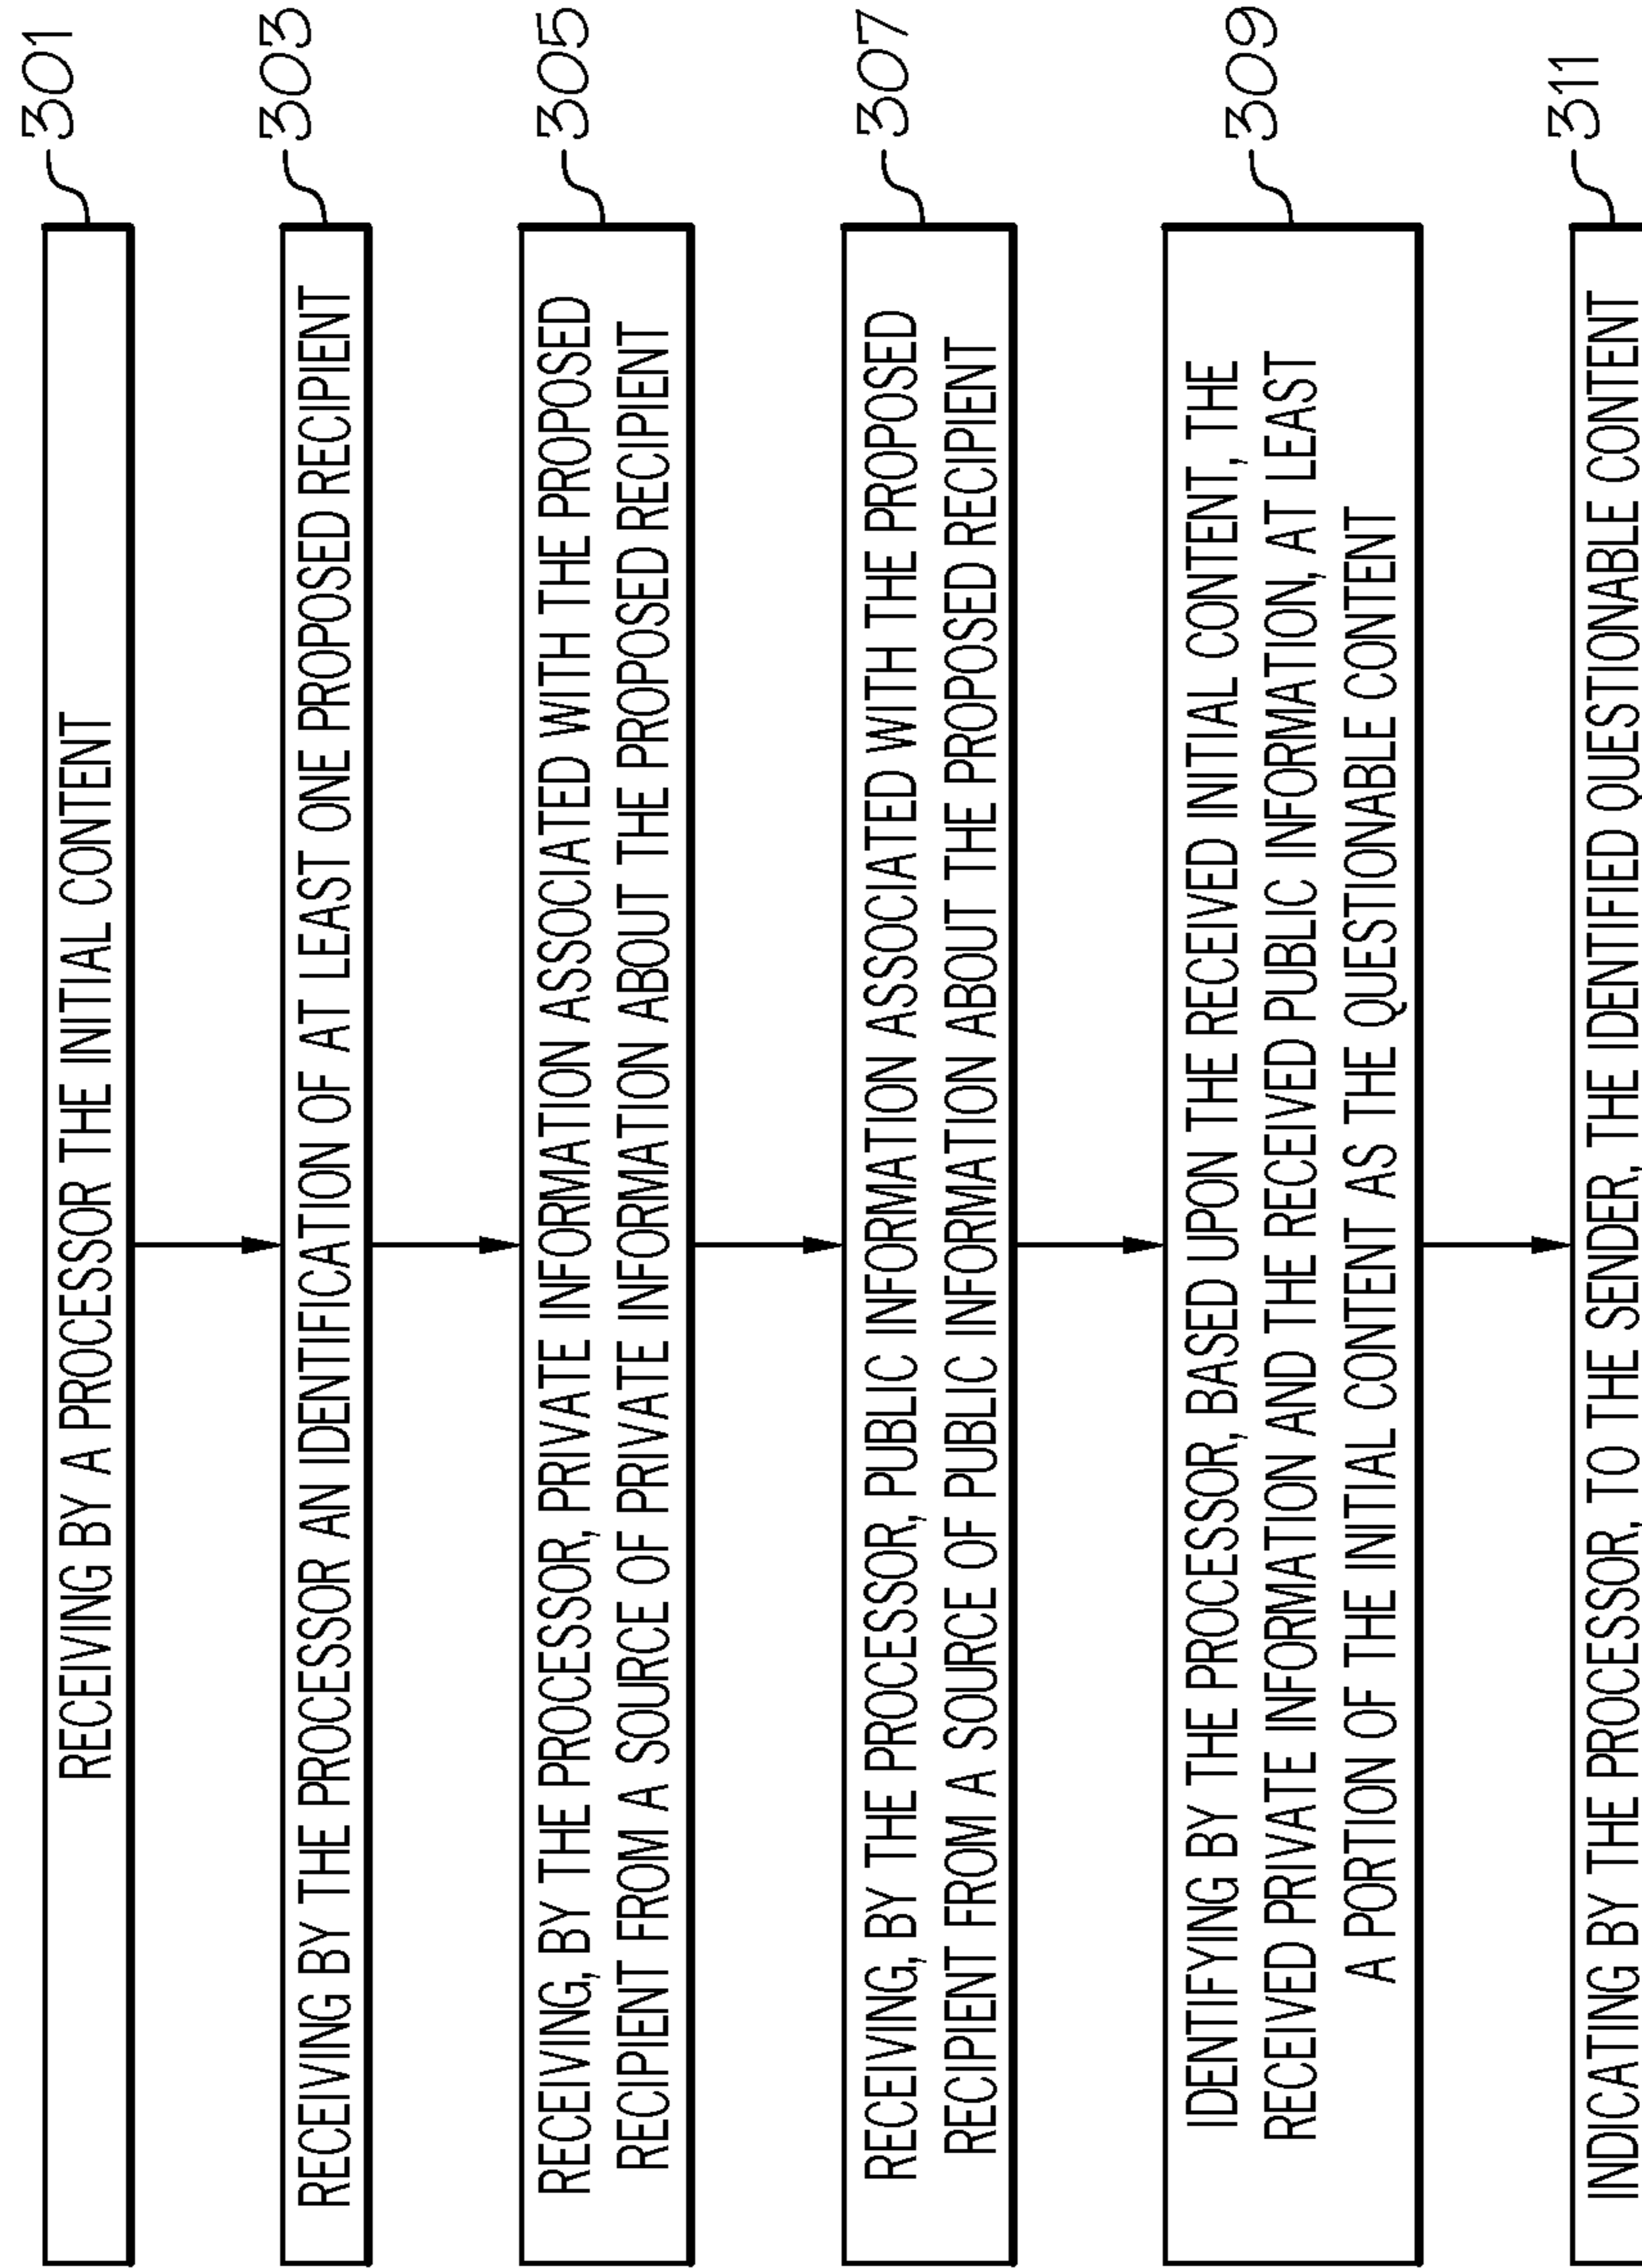 RECEIVING BY A PROCESSOR THE INITIAL CONTENT
301
RECEIVING BY THE PROCESSOR AN IDENTIFICATION OF AT LEAST ONE PROPOSED RECIPIENT
303
RECEIVING, BY THE PROCESSOR, PRIVATE INFORMATION ASSOCIATED WITH THE PROPOSED
RECIPIENT FROM A SOURCE OF PRIVATE INFORMATION ABOUT THE PROPOSED RECIPIENT
305
RECEIVING, BY THE PROCESSOR, PUBLIC INFORMATION ASSOCIATED WITH THE PROPOSED
RECIPIENT FROM A SOURCE OF PUBLIC INFORMATION ABOUT THE PROPOSED RECIPIENT
307
IDENTIFYING BY THE PROCESSOR, BASED UPON THE RECEIVED INITIAL CONTENT, THE
RECEIVED PRIVATE INFORMATION AND THE RECEIVED PUBLIC INFORMATION, AT LEAST
A PORTION OF THE INITIAL CONTENT AS THE QUESTIONABLE CONTENT
309
INDICATING BY THE PROCESSOR, TO THE SENDER, THE IDENTIFIED QUESTIONABLE CONTENT
311